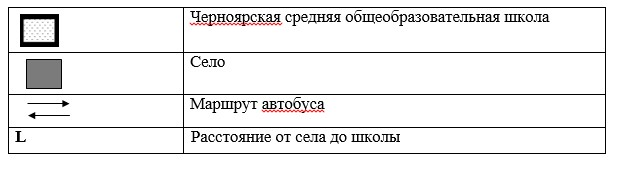 Черноярская средняя общеобразовательная школа
Село
Маршрут автобуса
L Расстояние от села до школы